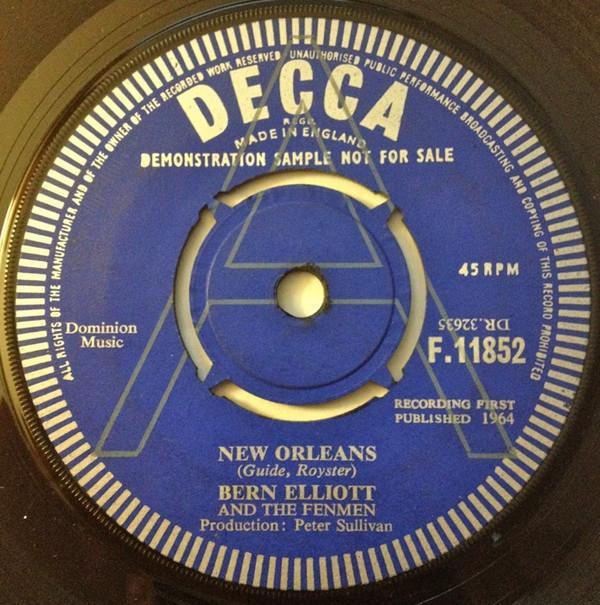 ALL RIGHTS OF THE MANUFACTURER AND OF THE OWNER OF THE RECORDED WORK RESERVED UNAUTHORISED PUBLIC PERFORMANCE BROADCASTING AND COPYING OF THIS RECORD PROHIBITED
DECCA
REGD.
MADE IN ENGLAND
DEMONSTRATION SAMPLE NOT FOR SALE
A
45 RPM
Dominion
Music
DR.32635
F.11852
RECORDING FIRST
PUBLISHED 1964
NEW ORLEANS
(Guide, Royster)
BERN ELLIOTT
AND THE FENMEN
Production: Peter Sullivan